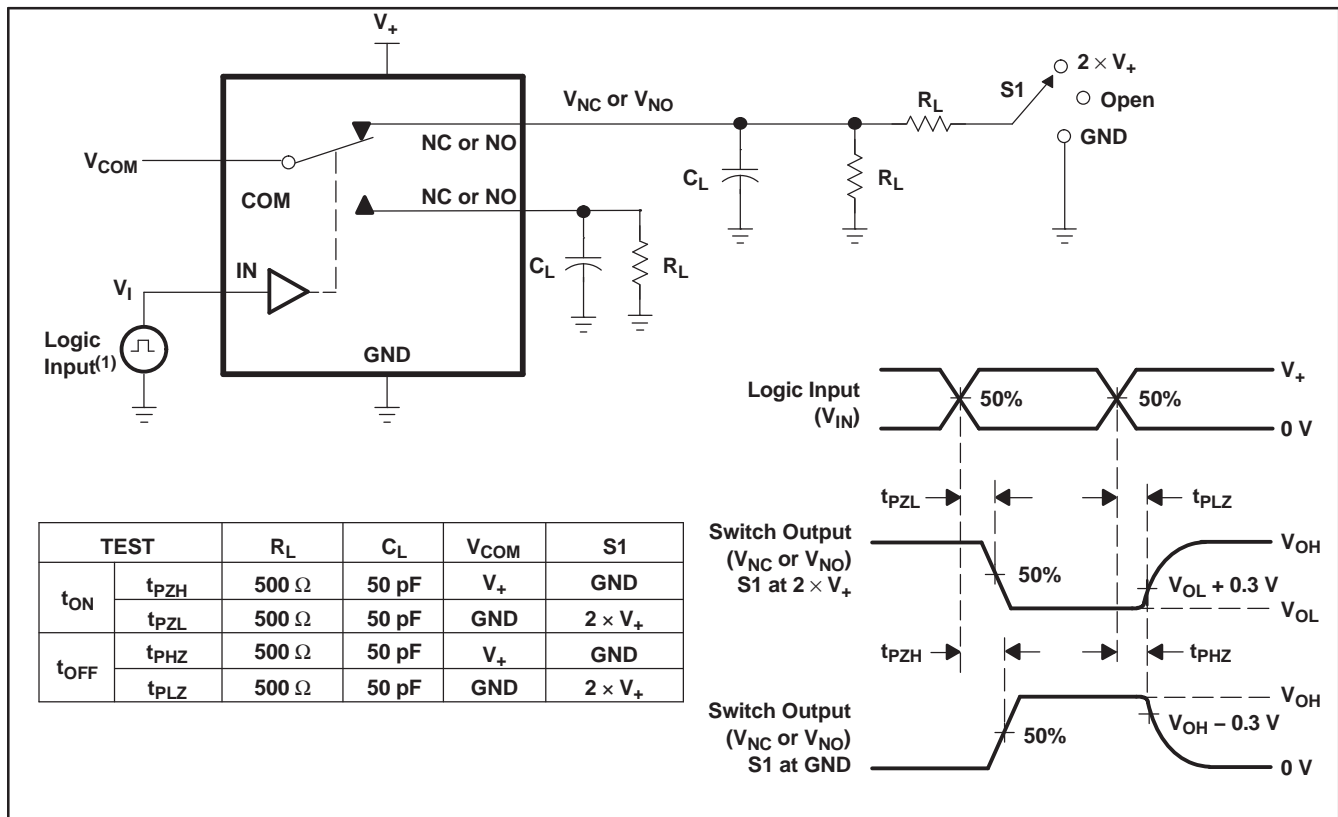 V+
VNC or VNO
NC or NO
VCOM
COM
NC or NO
CL
RL
IN
VI
Logic
Input(1)
GND
CL
RL
RL
S1
2 × V+
Open
GND
TEST RL CL VCOM S1
tON tPZH 500 Ω 50 pF V+ GND
tPZL 500 Ω 50 pF GND 2 × V+
tOFF tPHZ 500 Ω 50 pF V+ GND
tPLZ 500 Ω 50 pF GND 2 × V+
Logic Input
(VIN)
50%
50%
V+
0 V
tPZL
tPLZ
Switch Output
(VNC or VNO)
S1 at 2 × V+
50%
VOH
VOL + 0.3 V
VOL
tPZH
tPHZ
Switch Output
(VNC or VNO)
S1 at GND
50%
VOH
VOH – 0.3 V
0 V